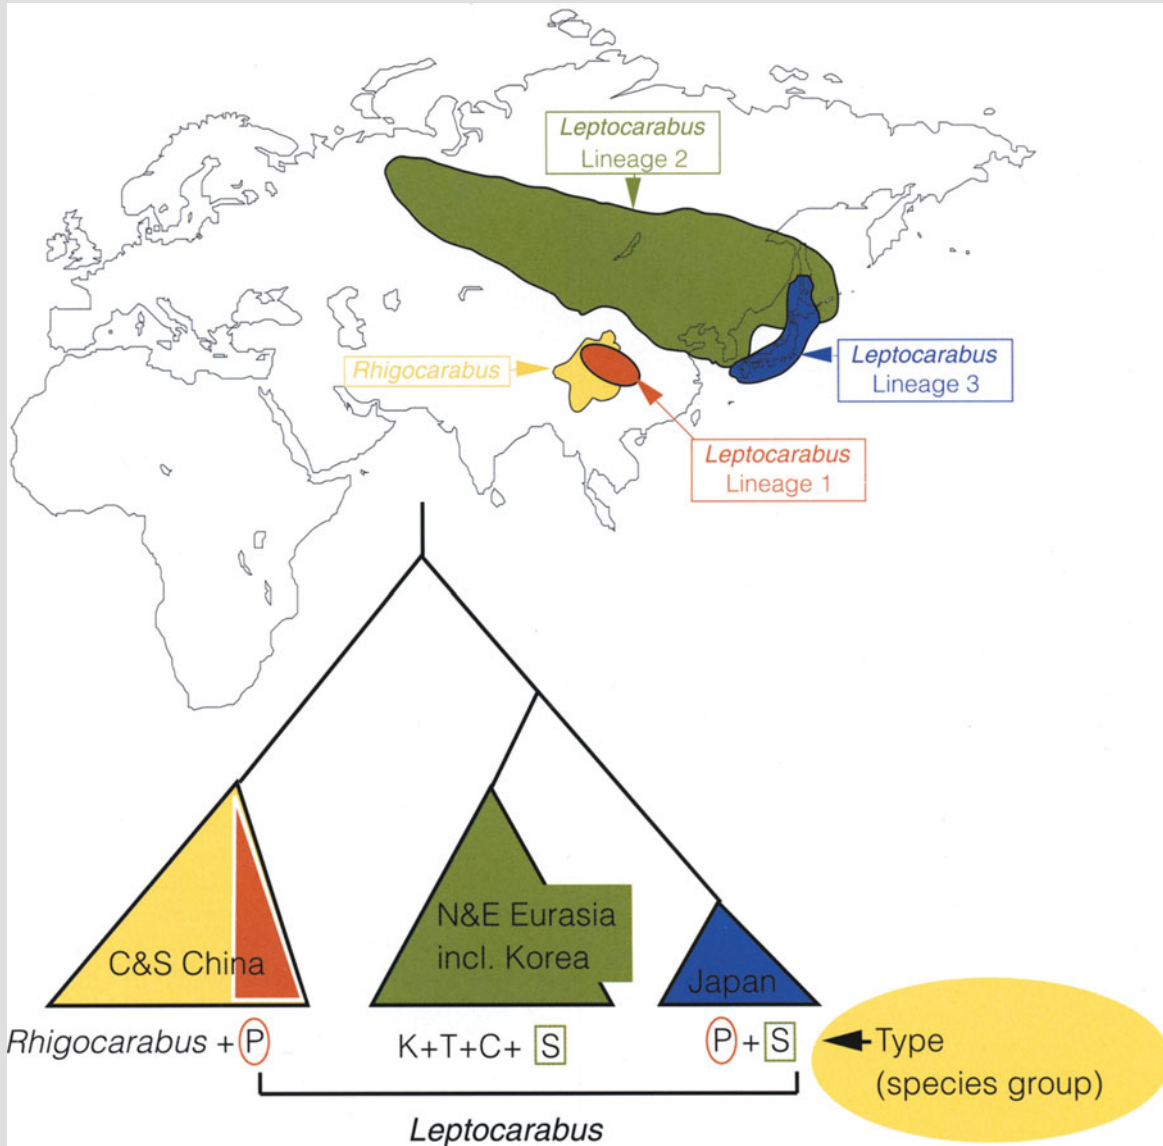 Leptocarabus
Lineage 2
Rhigocarabus
Leptocarabus
Lineage 3
Leptocarabus
Lineage 1
C&S China
N&E Eurasia
incl. Korea
Japan
Rhigocarabus + P
K+T+C+ S
P + S
Type
(species group)
Leptocarabus